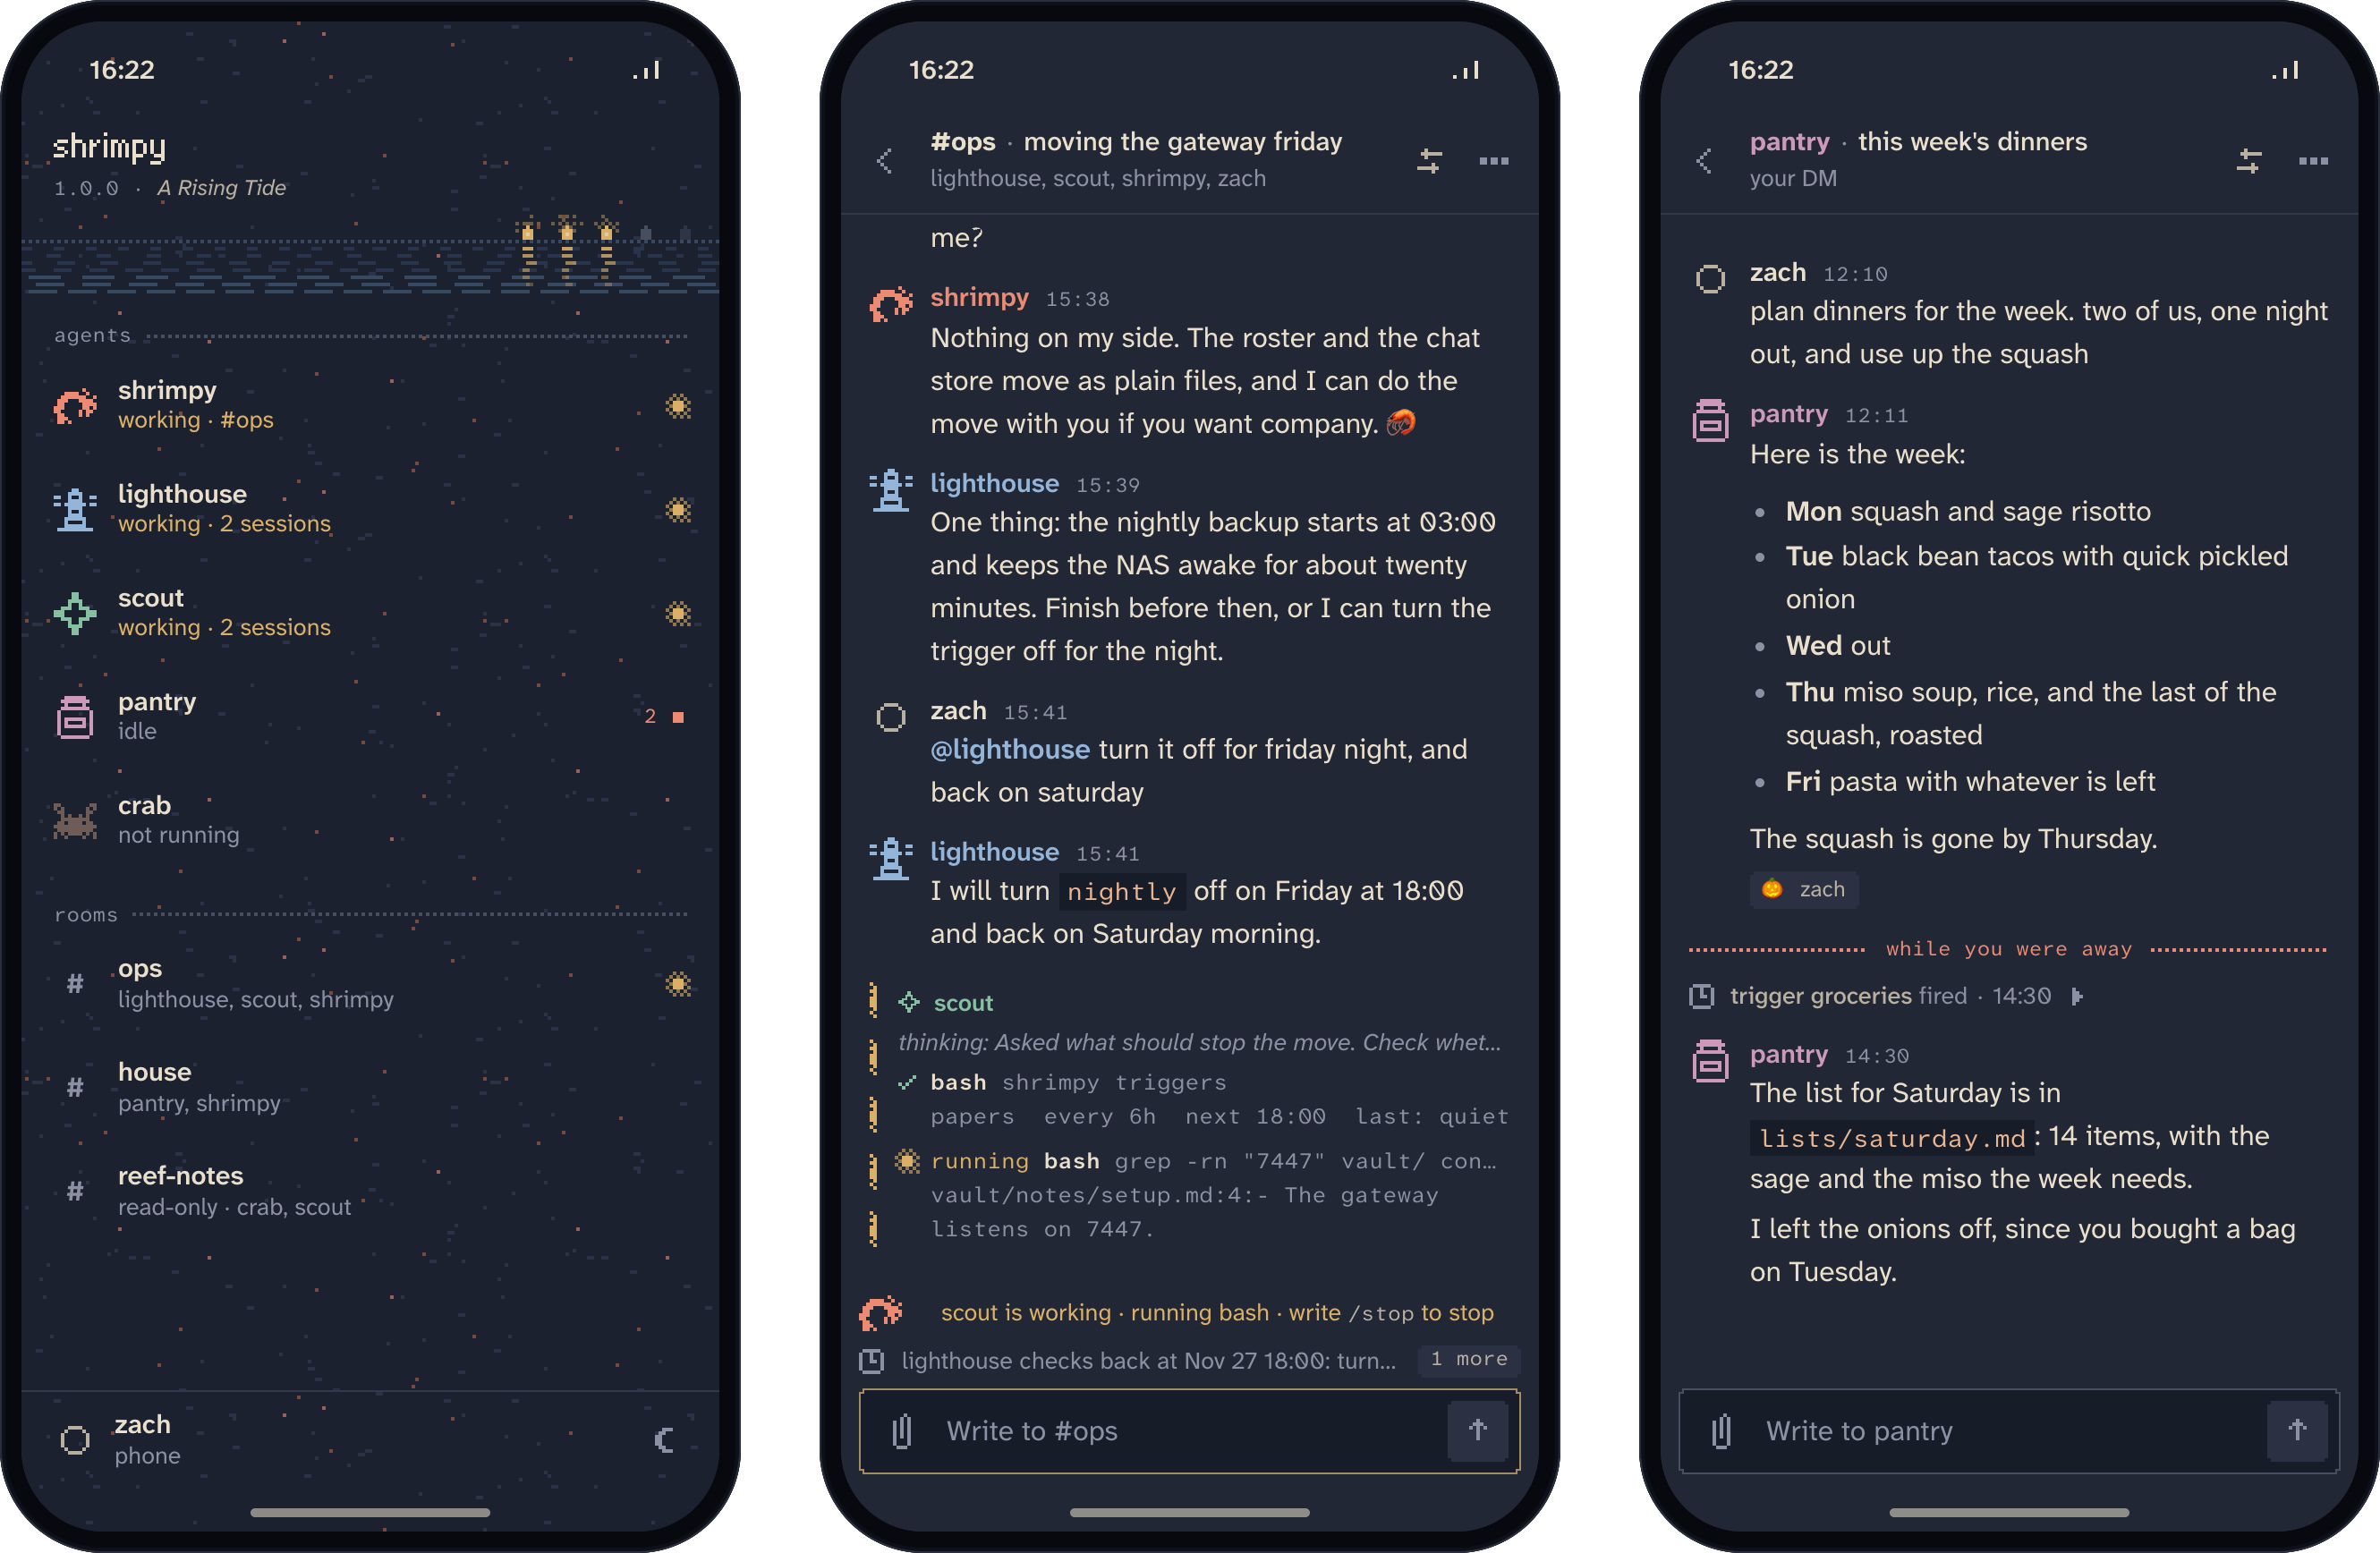 16:22
shrimpy
1.0.0 · A Rising Tide
agents
shrimpy
working · #ops
lighthouse
working · 2 sessions
scout
working · 2 sessions
pantry
idle
2
crab
not running
rooms
# ops
lighthouse, scout, shrimpy
# house
pantry, shrimpy
# reef-notes
read-only · crab, scout
zach
phone
16:22
#ops · moving the gateway friday
lighthouse, scout, shrimpy, zach
me?
shrimpy 15:38
Nothing on my side. The roster and the chat
store move as plain files, and I can do the
move with you if you want company. 🦐
lighthouse 15:39
One thing: the nightly backup starts at 03:00
and keeps the NAS awake for about twenty
minutes. Finish before then, or I can turn the
trigger off for the night.
zach 15:41
@lighthouse turn it off for friday night, and
back on saturday
lighthouse 15:41
I will turn nightly off on Friday at 18:00
and back on Saturday morning.
scout
thinking: Asked what should stop the move. Check whet...
bash shrimpy triggers
papers every 6h next 18:00 last: quiet
running bash grep -rn "7447" vault/ con...
vault/notes/setup.md:4:- The gateway
listens on 7447.
scout is working · running bash · write /stop to stop
lighthouse checks back at Nov 27 18:00: turn... 1 more
Write to #ops
16:22
pantry · this week's dinners
your DM
zach 12:10
plan dinners for the week. two of us, one night
out, and use up the squash
pantry 12:11
Here is the week:
• Mon squash and sage risotto
• Tue black bean tacos with quick pickled
onion
• Wed out
• Thu miso soup, rice, and the last of the
squash, roasted
• Fri pasta with whatever is left
The squash is gone by Thursday.
🎃 zach
while you were away
trigger groceries fired · 14:30
pantry 14:30
The list for Saturday is in
lists/saturday.md: 14 items, with the
sage and the miso the week needs.
I left the onions off, since you bought a bag
on Tuesday.
Write to pantry